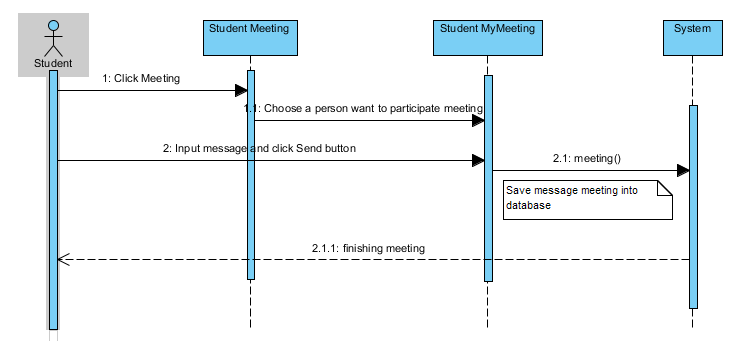 Student Meeting
Student MyMeeting
System
Student
1: Click Meeting
1.1: Choose a person want to participate meeting
2: Input message and click Send button
2.1: meeting()
Save message meeting into
database
2.1.1: finishing meeting